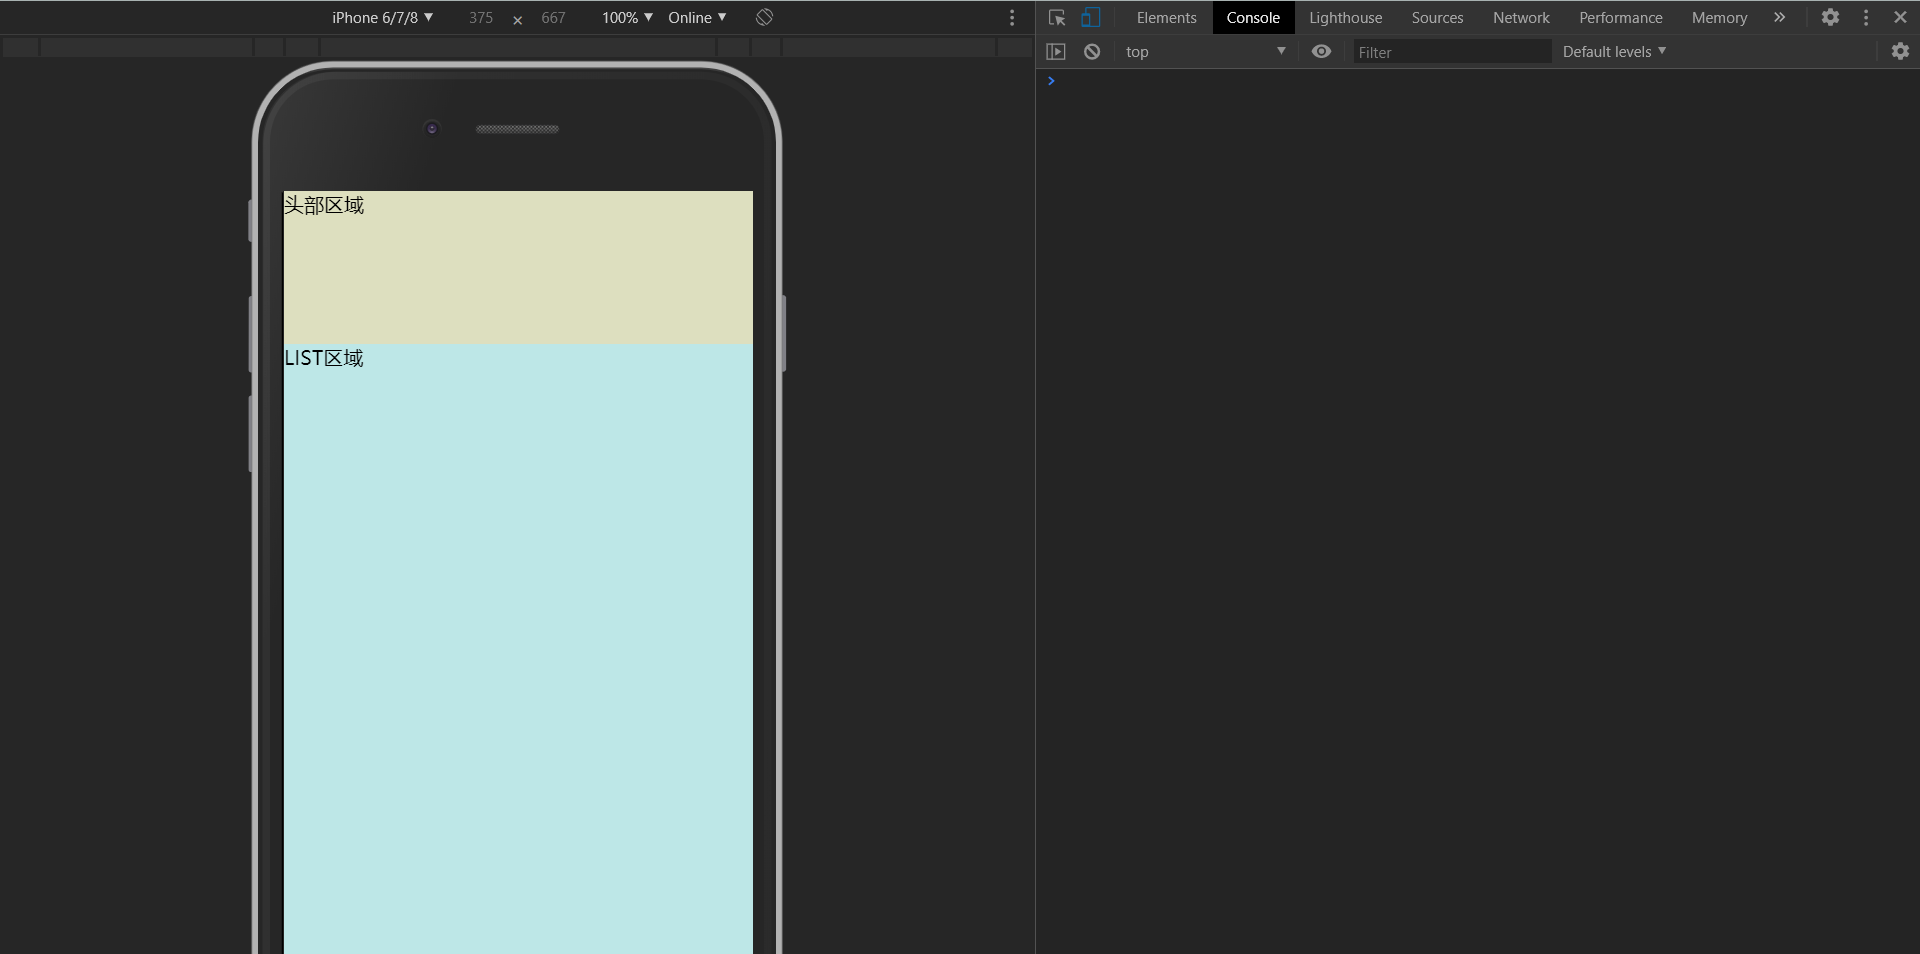 iPhone 6/7/8 375 × 667 100% Online
Elements Console Lighthouse Sources Network Performance Memory
top Filter Default levels
头部区域
LIST区域